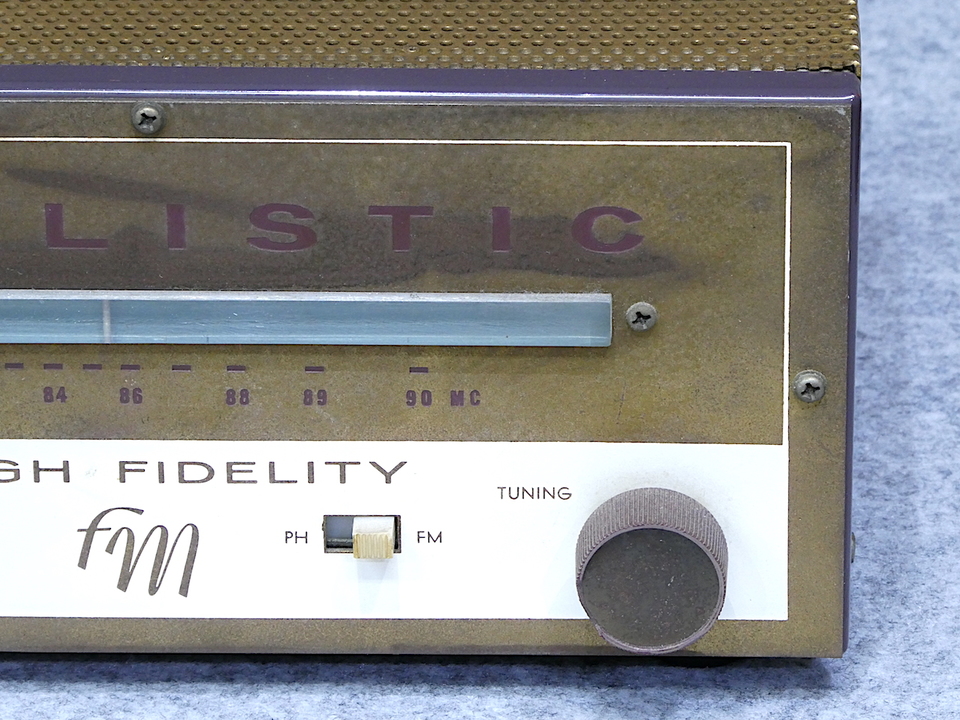 LISTIC
84 86 88 89 90 MC
GH FIDELITY
TUNING
fm
PH FM